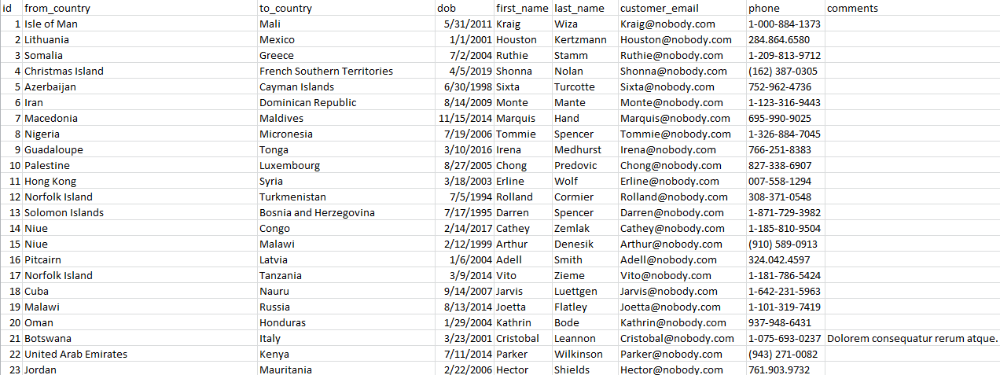 id from_country to_country dob first_name last_name customer_email phone comments
1 Isle of Man Mali 5/31/2011 Kraig Wiza Kraig@nobody.com 1-000-884-1373
2 Lithuania Mexico 1/1/2001 Houston Kertzmann Houston@nobody.com 284.864.6580
3 Somalia Greece 7/2/2004 Ruthie Stamm Ruthie@nobody.com 1-209-813-9712
4 Christmas Island French Southern Territories 4/5/2019 Shonna Nolan Shonna@nobody.com (162) 387-0305
5 Azerbaijan Cayman Islands 6/30/1998 Sixta Turcotte Sixta@nobody.com 752-962-4736
6 Iran Dominican Republic 8/14/2009 Monte Mante Monte@nobody.com 1-123-316-9443
7 Macedonia Maldives 11/15/2014 Marquis Hand Marquis@nobody.com 695-990-9025
8 Nigeria Micronesia 7/19/2006 Tommie Spencer Tommie@nobody.com 1-326-884-7045
9 Guadaloupe Tonga 3/10/2016 Irena Medhurst Irena@nobody.com 766-251-8383
10 Palestine Luxembourg 8/27/2005 Chong Predovic Chong@nobody.com 827-338-6907
11 Hong Kong Syria 3/18/2003 Erline Wolf Erline@nobody.com 007-558-1294
12 Norfolk Island Turkmenistan 7/5/1994 Rolland Cormier Rolland@nobody.com 308-371-0548
13 Solomon Islands Bosnia and Herzegovina 7/17/1995 Darren Spencer Darren@nobody.com 1-871-729-3982
14 Niue Congo 2/14/2017 Cathey Zemlak Cathey@nobody.com 1-185-810-9504
15 Niue Malawi 2/12/1999 Arthur Denesik Arthur@nobody.com (910) 589-0913
16 Pitcairn Latvia 1/6/2004 Adell Smith Adell@nobody.com 324.042.4597
17 Norfolk Island Tanzania 3/9/2014 Vito Zieme Vito@nobody.com 1-181-786-5424
18 Cuba Nauru 9/14/2007 Jarvis Luettgen Jarvis@nobody.com 1-642-231-5963
19 Malawi Russia 8/13/2014 Joetta Flatley Joetta@nobody.com 1-101-319-7419
20 Oman Honduras 1/29/2004 Kathrin Bode Kathrin@nobody.com 937-948-6431
21 Botswana Italy 3/23/2001 Cristobal Leannon Cristobal@nobody.com 1-075-693-0237 Dolorem consequatur rerum atque.
22 United Arab Emirates Kenya 7/11/2014 Parker Wilkinson Parker@nobody.com (943) 271-0082
23 Jordan Mauritania 2/22/2006 Hector Shields Hector@nobody.com 761.903.9732